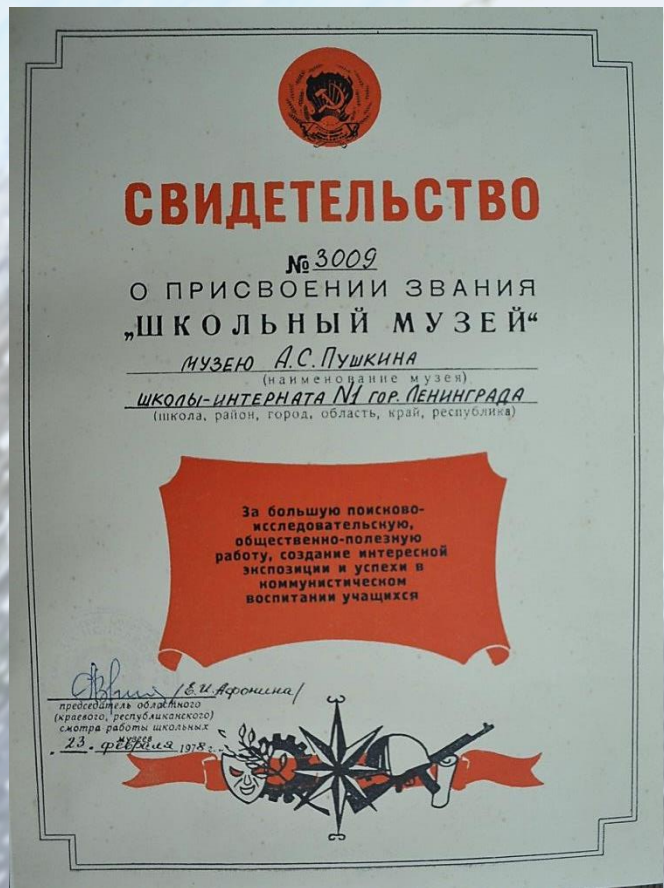 СВИДЕТЕЛЬСТВО
№ 3009
О ПРИСВОЕНИИ ЗВАНИЯ
„ШКОЛЬНЫЙ МУЗЕЙ“
МУЗЕЮ А.С.ПУШКИНА
(наименование музея)
ШКОЛЫ-ИНТЕРНАТА №1 ГОР. ЛЕНИНГРАДА
(школа, район, город, область, край, республика)
За большую поисково-
исследовательскую,
общественно-полезную
работу, создание интересной
экспозиции и успехи в
коммунистическом
воспитании учащихся
/Е.И.Афонина/
председатель областного
(краевого, республиканского)
смотра работы школьных
музеев
„23“ февраля 1978 г.